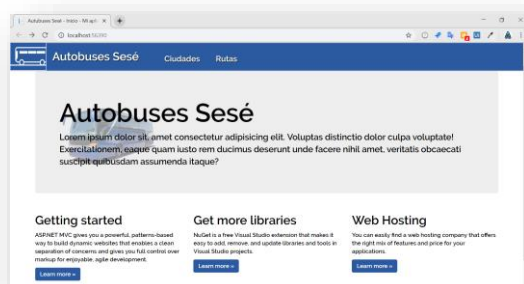 Autobuses Sesé - Inicio - Mi apli
localhost:56390
Autobuses Sesé Ciudades Rutas
Autobuses Sesé
Lorem ipsum dolor sit, amet consectetur adipisicing elit. Voluptas distinctio dolor culpa voluptate!
Exercitationem, eaque quam iusto rem ducimus deserunt unde facere nihil amet, veritatis obcaecati
suscipit quibusdam assumenda itaque?
Getting started
ASP.NET MVC gives you a powerful, patterns-based
way to build dynamic websites that enables a clean
separation of concerns and gives you full control over
markup for enjoyable, agile development.
Learn more »
Get more libraries
NuGet is a free Visual Studio extension that makes it
easy to add, remove, and update libraries and tools in
Visual Studio projects.
Learn more »
Web Hosting
You can easily find a web hosting company that offers
the right mix of features and price for your
applications.
Learn more »